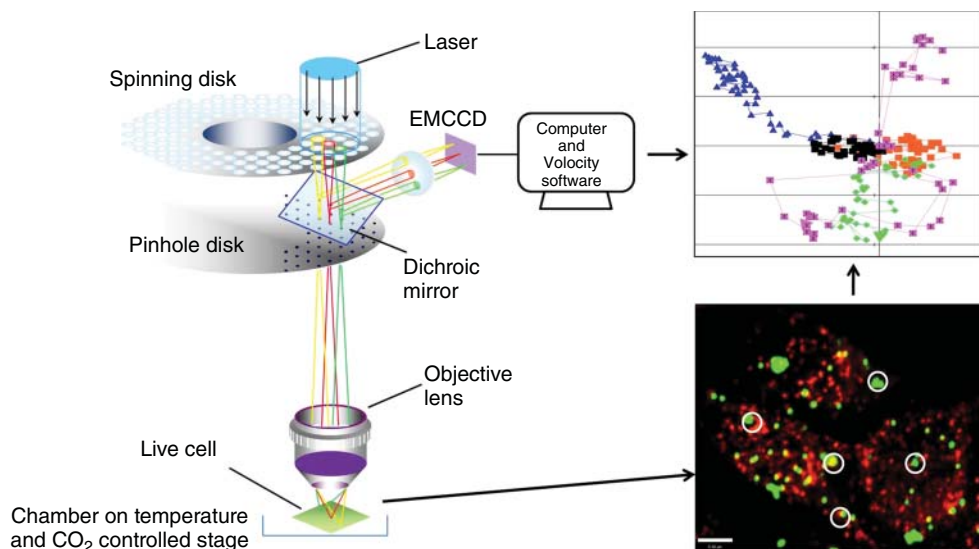 Laser
Spinning disk
EMCCD
Computer
and
Volocity
software
Pinhole disk
Dichroic
mirror
Objective
lens
Live cell
Chamber on temperature
and CO₂ controlled stage